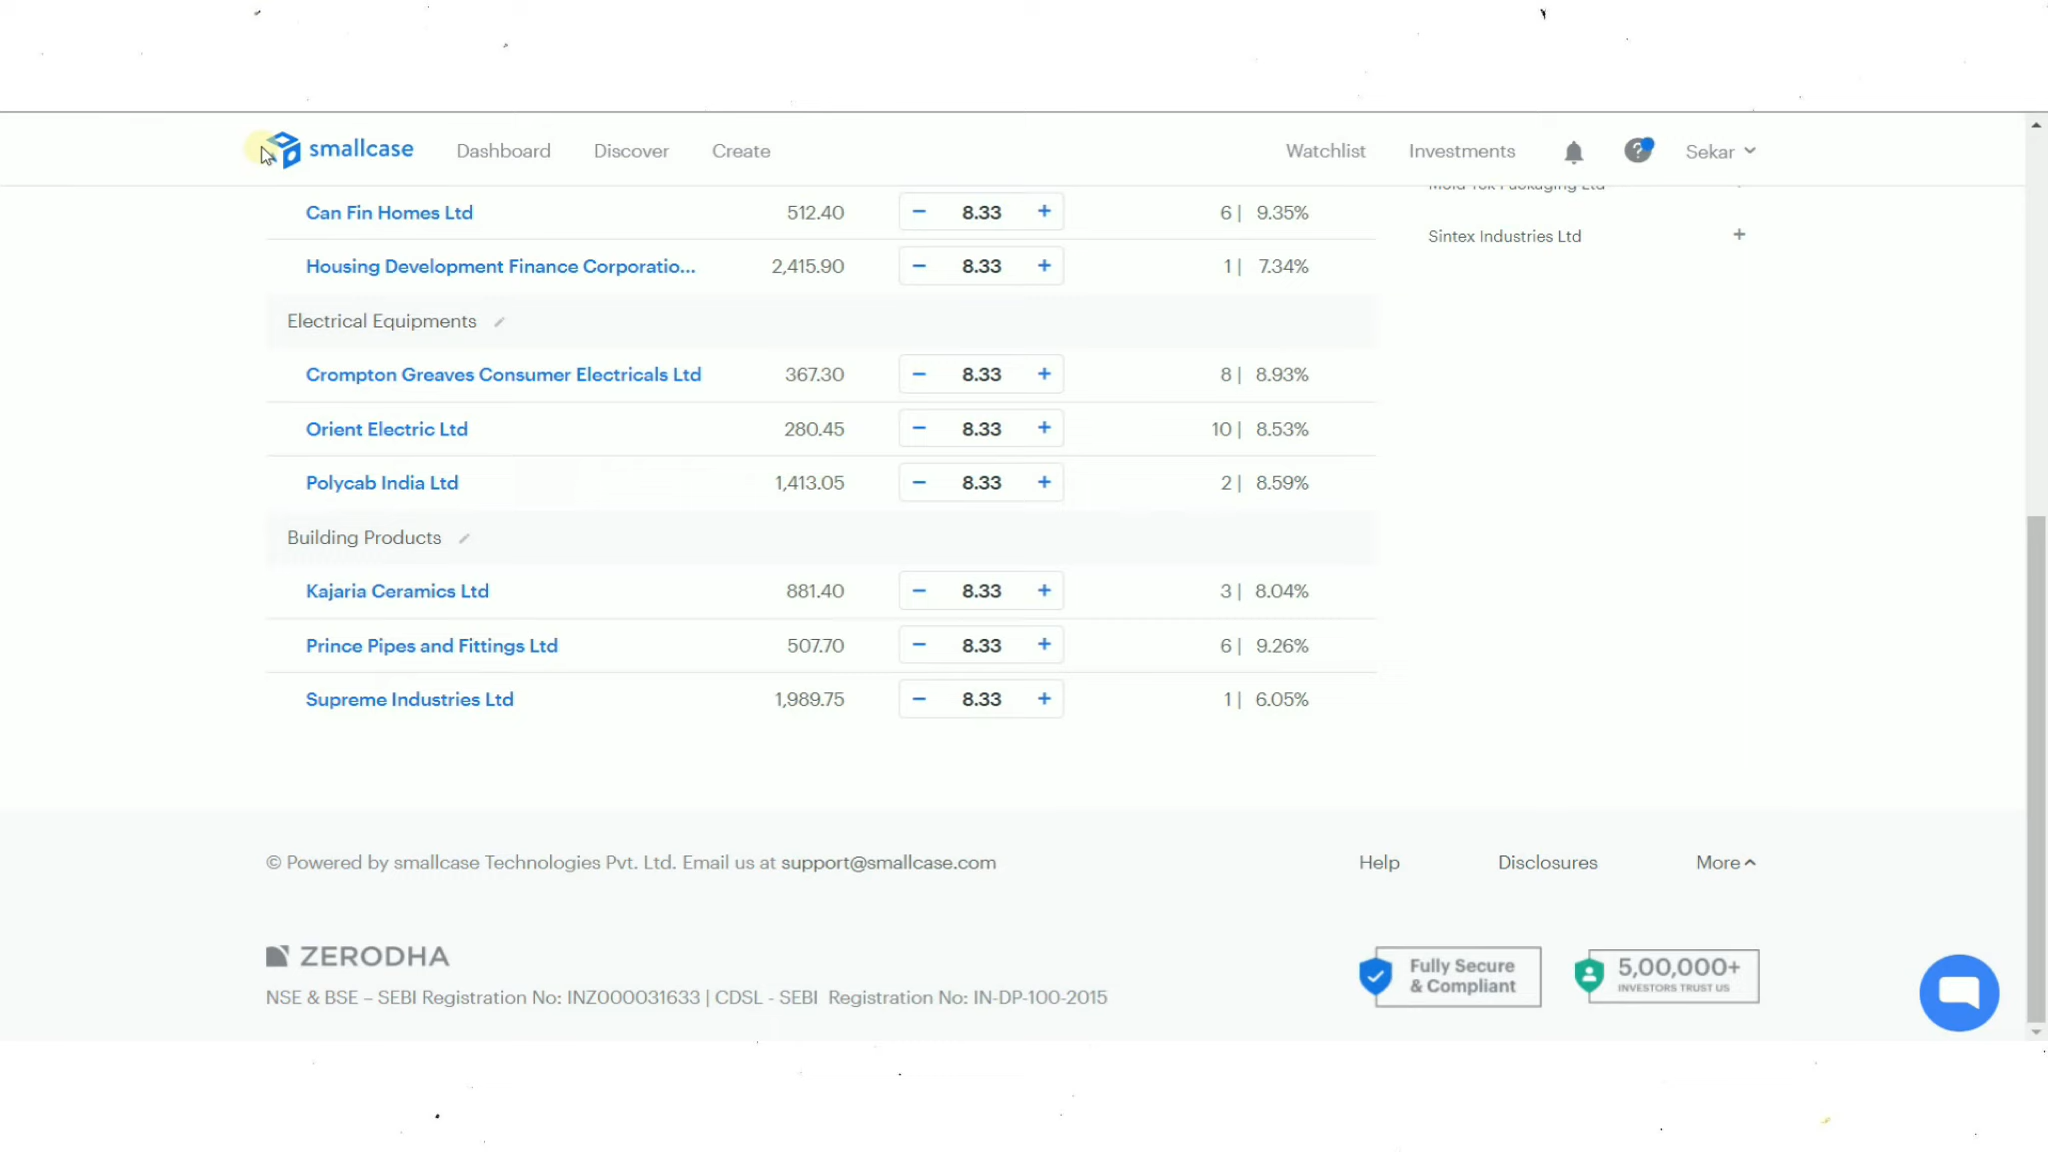 smallcase Dashboard Discover Create Watchlist Investments Sekar
Can Fin Homes Ltd 512.40 − 8.33 + 6 | 9.35%
Sintex Industries Ltd +
Housing Development Finance Corporatio... 2,415.90 − 8.33 + 1 | 7.34%
Electrical Equipments
Crompton Greaves Consumer Electricals Ltd 367.30 − 8.33 + 8 | 8.93%
Orient Electric Ltd 280.45 − 8.33 + 10 | 8.53%
Polycab India Ltd 1,413.05 − 8.33 + 2 | 8.59%
Building Products
Kajaria Ceramics Ltd 881.40 − 8.33 + 3 | 8.04%
Prince Pipes and Fittings Ltd 507.70 − 8.33 + 6 | 9.26%
Supreme Industries Ltd 1,989.75 − 8.33 + 1 | 6.05%
© Powered by smallcase Technologies Pvt. Ltd. Email us at support@smallcase.com Help Disclosures More
ZERODHA
NSE & BSE – SEBI Registration No: INZ000031633 | CDSL - SEBI Registration No: IN-DP-100-2015
Fully Secure
& Compliant
5,00,000+
INVESTORS TRUST US